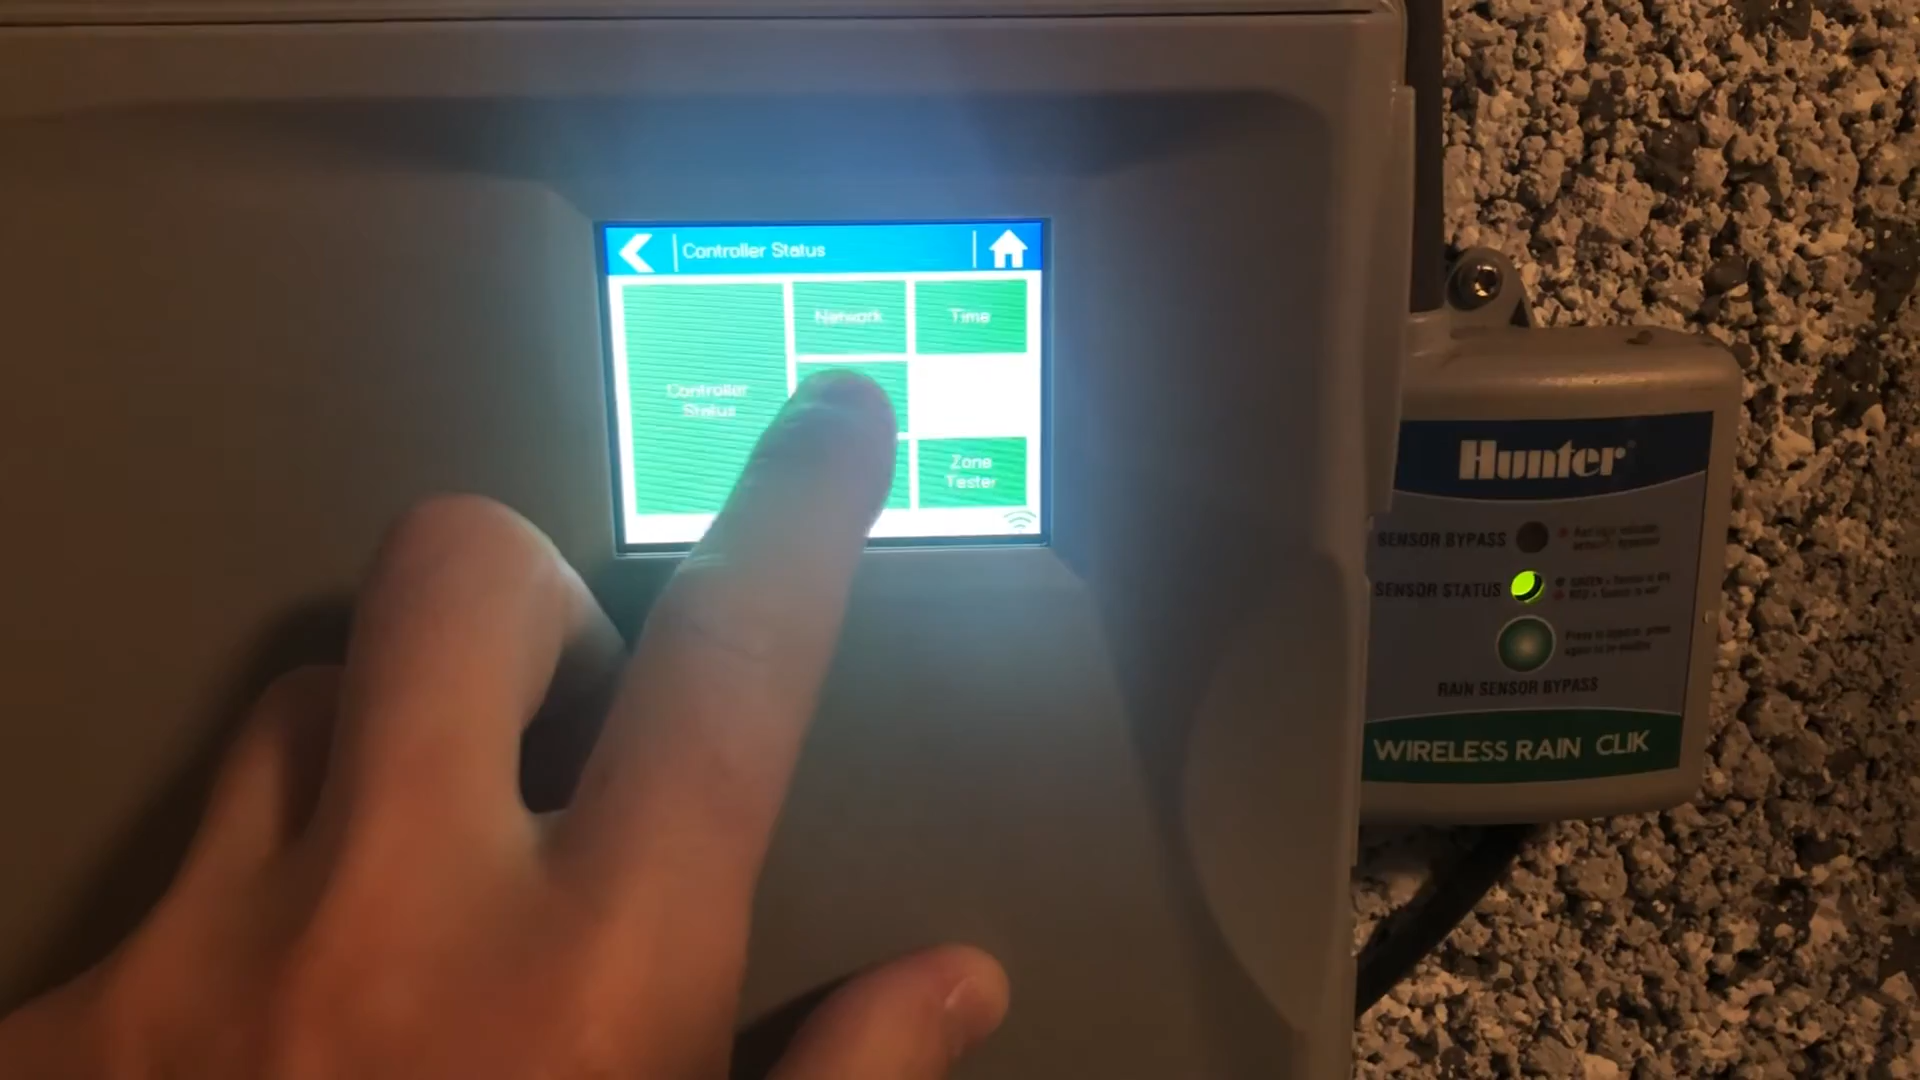 Controller Status
Network
Time
Controller
Status
Zone
Tester
Hunter
SENSOR BYPASS
SENSOR STATUS
RAIN SENSOR BYPASS
WIRELESS RAIN CLIK